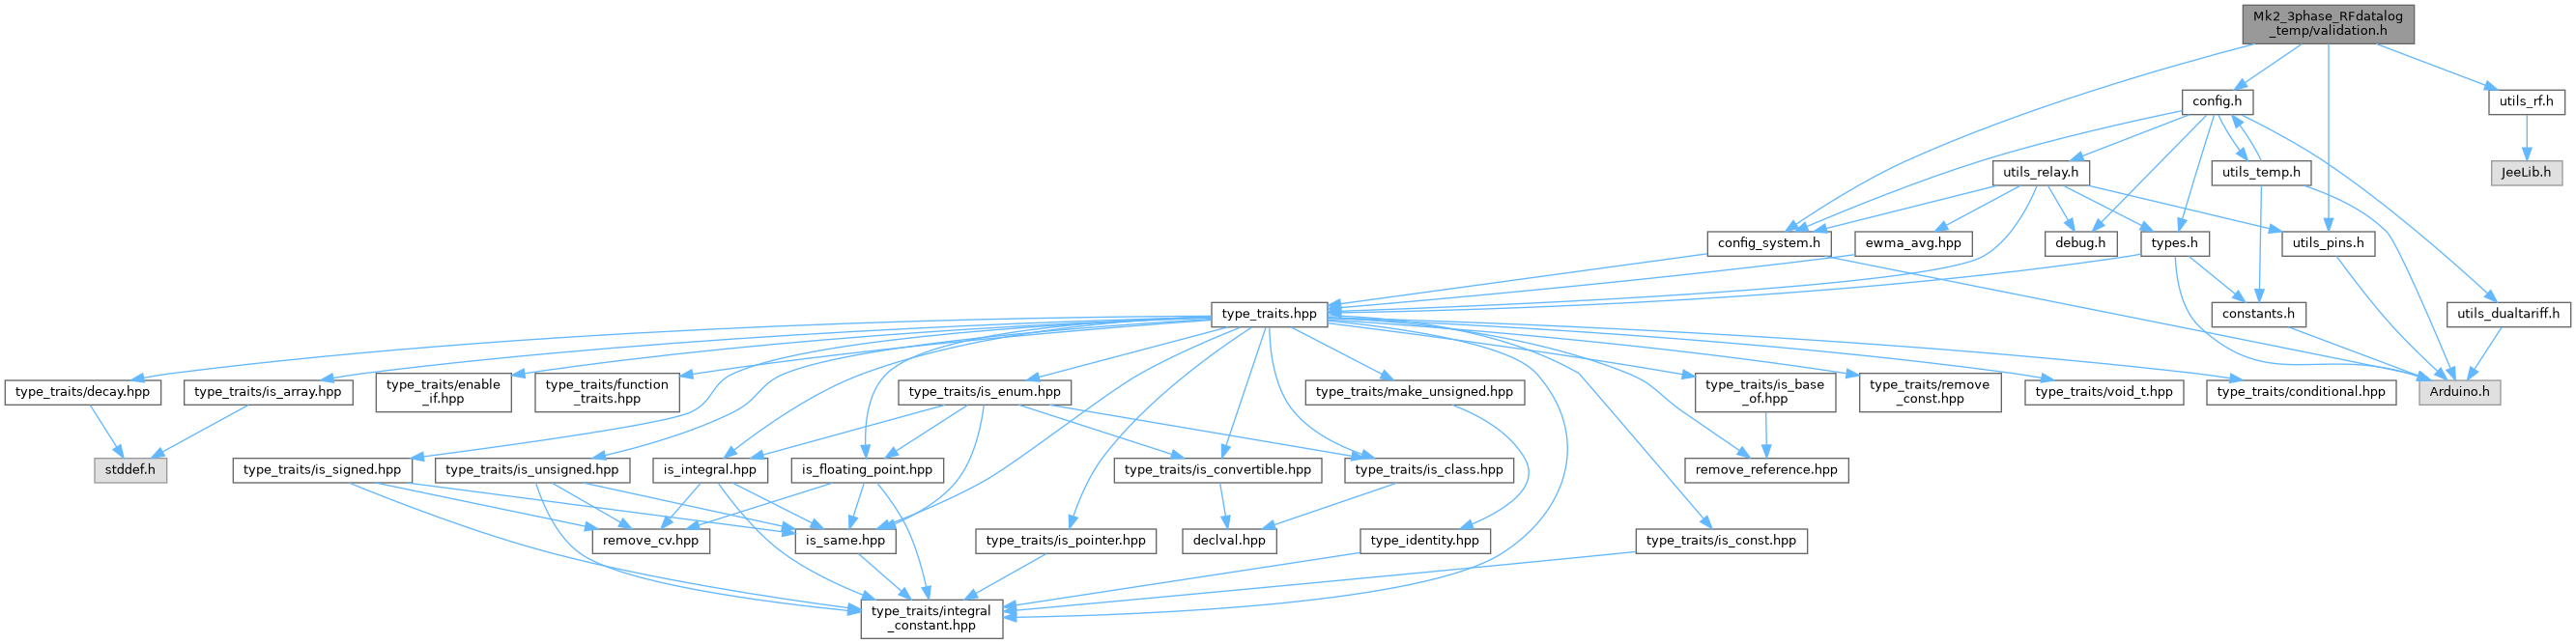 Mk2_3phase_RFdatalog
_temp/validation.h
config.h
utils_rf.h
utils_relay.h
utils_temp.h
JeeLib.h
config_system.h
ewma_avg.hpp
debug.h
types.h
utils_pins.h
type_traits.hpp
constants.h
utils_dualtariff.h
type_traits/decay.hpp
type_traits/is_array.hpp
type_traits/enable
_if.hpp
type_traits/function
_traits.hpp
type_traits/is_enum.hpp
type_traits/make_unsigned.hpp
type_traits/is_base
_of.hpp
type_traits/remove
_const.hpp
type_traits/void_t.hpp
type_traits/conditional.hpp
Arduino.h
stddef.h
type_traits/is_signed.hpp
type_traits/is_unsigned.hpp
is_integral.hpp
is_floating_point.hpp
type_traits/is_convertible.hpp
type_traits/is_class.hpp
remove_reference.hpp
remove_cv.hpp
is_same.hpp
type_traits/is_pointer.hpp
declval.hpp
type_identity.hpp
type_traits/is_const.hpp
type_traits/integral
_constant.hpp